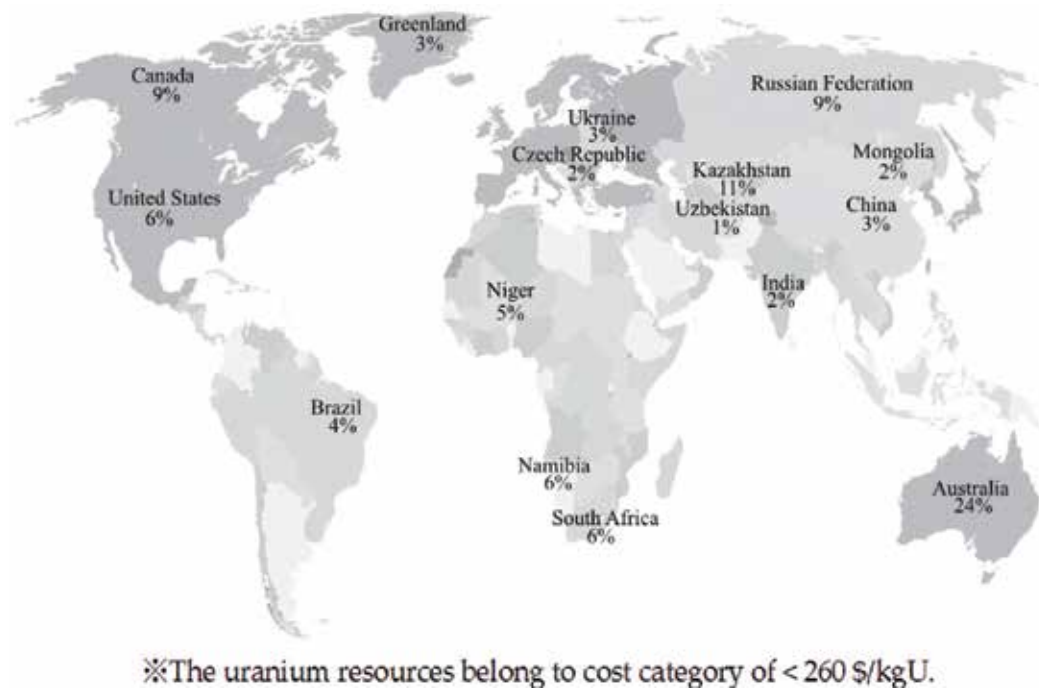 Greenland
3%
Canada
9%
Russian Federation
9%
Ukraine
3%
Czech Republic
2%
Mongolia
2%
Kazakhstan
11%
United States
6%
Uzbekistan
1%
China
3%
India
2%
Niger
5%
Brazil
4%
Namibia
6%
South Africa
6%
Australia
24%
※The uranium resources belong to cost category of < 260 $/kgU.